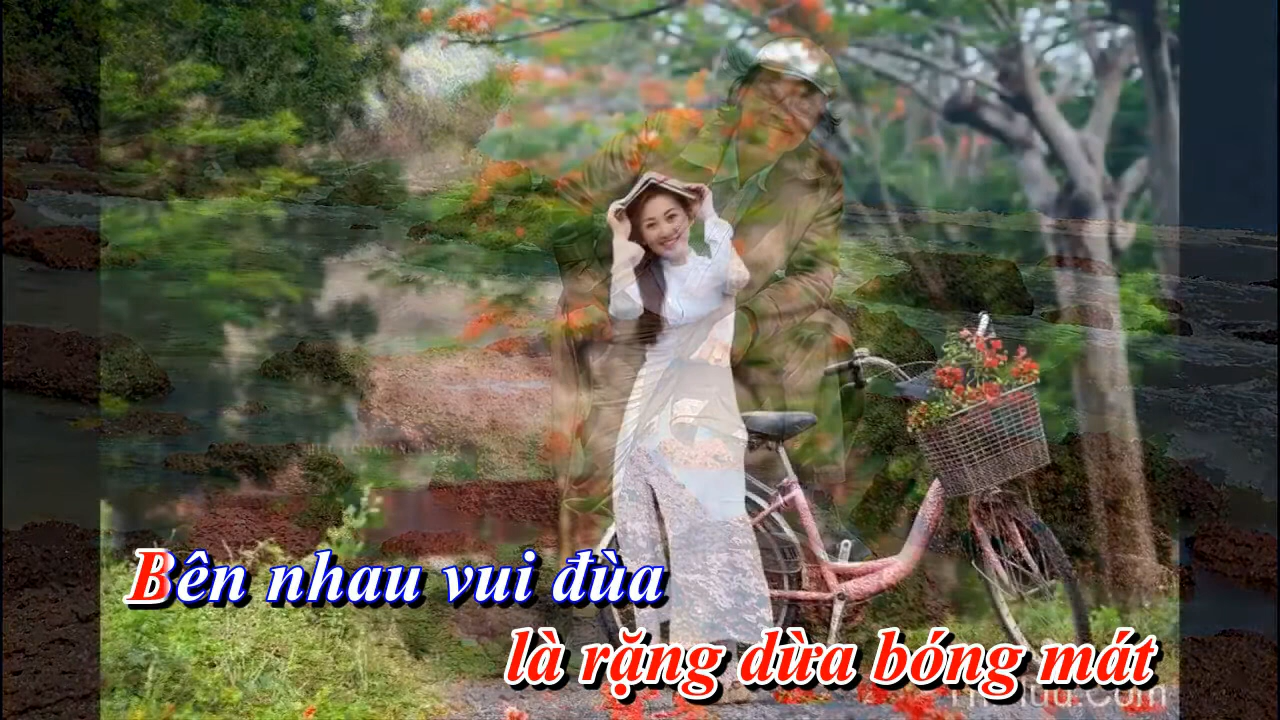 Bên nhau vui đùa
là rặng dừa bóng mát